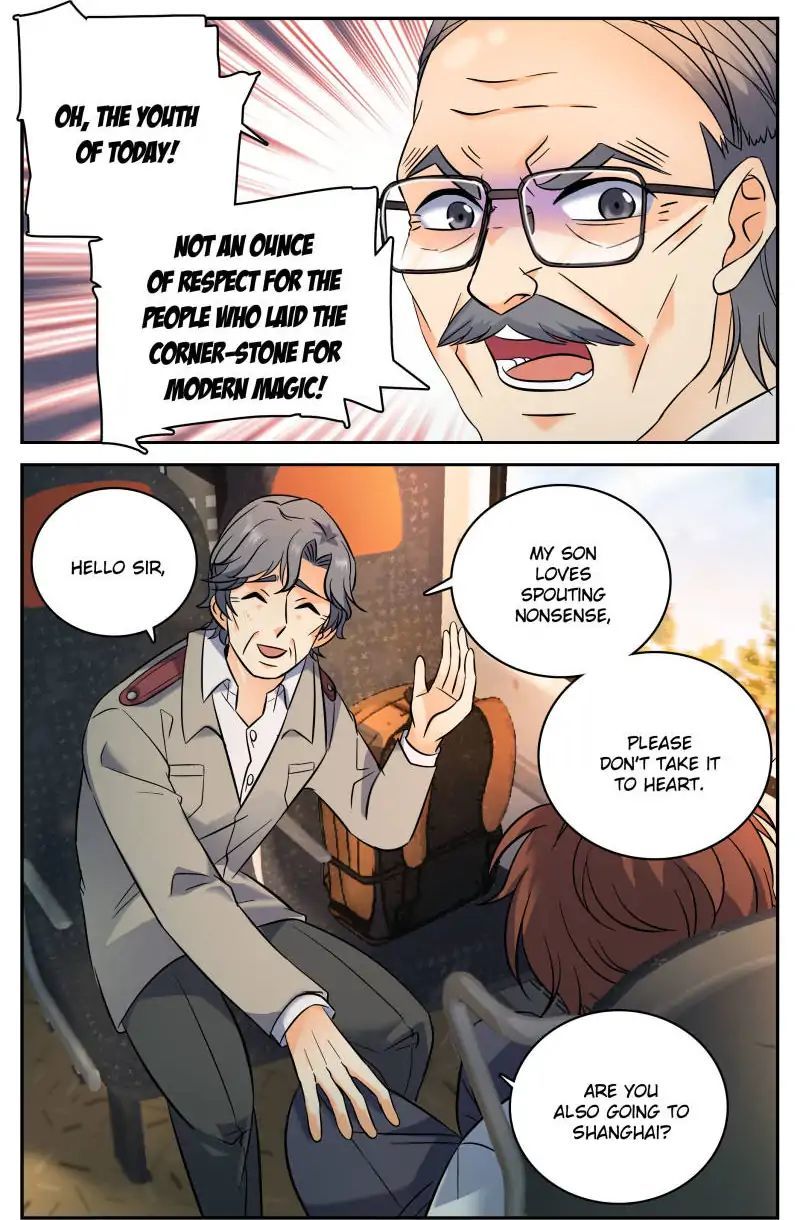 OH, THE YOUTH
OF TODAY!
NOT AN OUNCE
OF RESPECT FOR THE
PEOPLE WHO LAID THE
CORNER-STONE FOR
MODERN MAGIC!
HELLO SIR,
MY SON
LOVES
SPOUTING
NONSENSE,
PLEASE
DON'T TAKE IT
TO HEART.
ARE YOU
ALSO GOING TO
SHANGHAI?